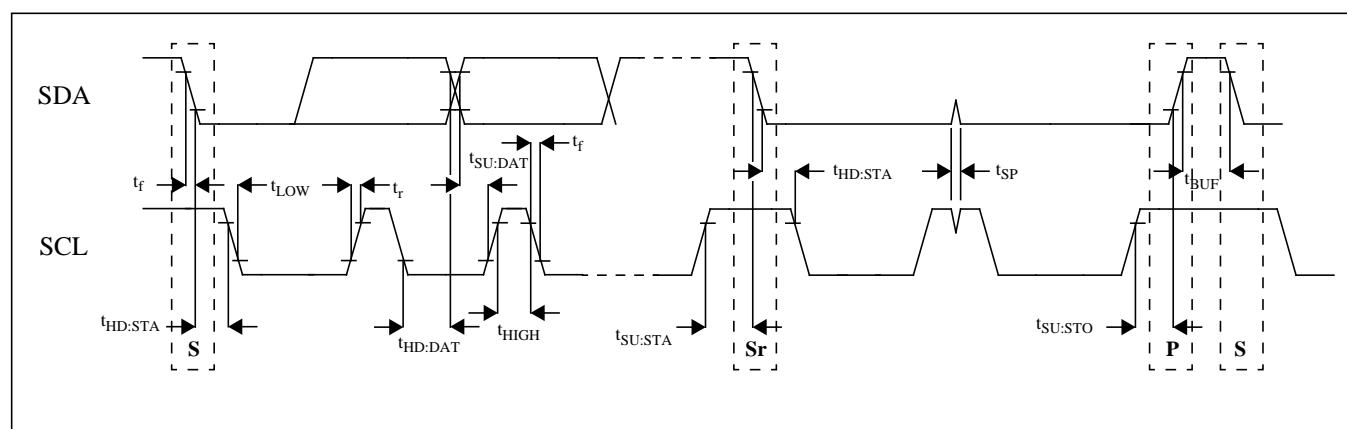 SDA
t_SU:DAT
t_f
t_f
t_LOW
t_r
t_HD:STA
t_SP
t_BUF
SCL
t_HD:STA
t_HD:DAT
t_HIGH
t_SU:STA
t_SU:STO
S
Sr
P
S